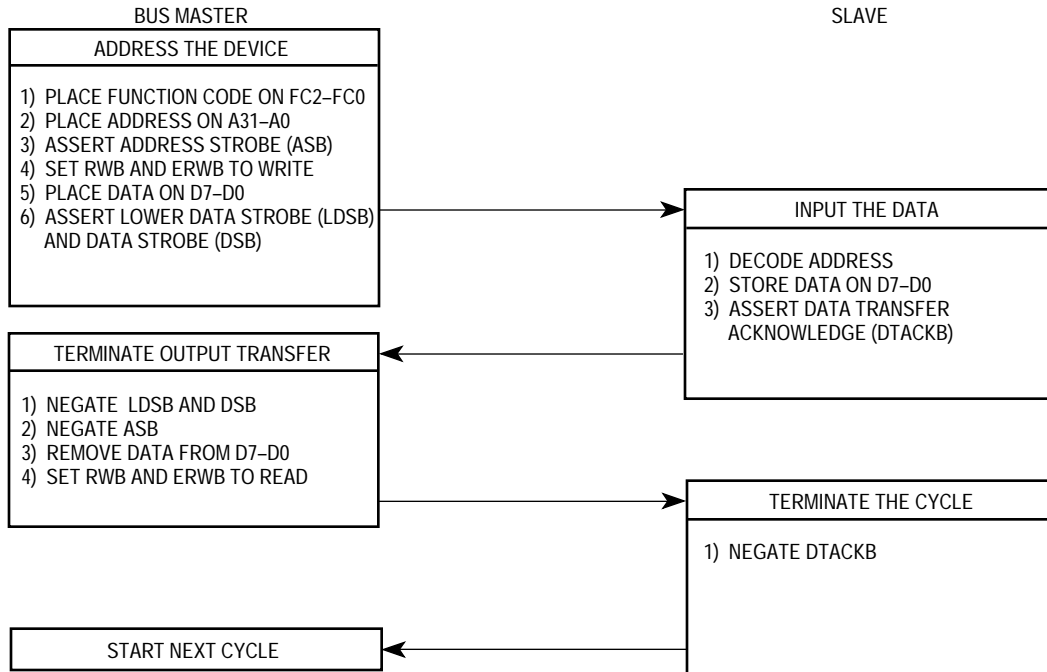 BUS MASTER
SLAVE
ADDRESS THE DEVICE
1) PLACE FUNCTION CODE ON FC2–FC0
2) PLACE ADDRESS ON A31–A0
3) ASSERT ADDRESS STROBE (ASB)
4) SET RWB AND ERWB TO WRITE
5) PLACE DATA ON D7–D0
6) ASSERT LOWER DATA STROBE (LDSB)
AND DATA STROBE (DSB)
INPUT THE DATA
1) DECODE ADDRESS
2) STORE DATA ON D7–D0
3) ASSERT DATA TRANSFER
ACKNOWLEDGE (DTACKB)
TERMINATE OUTPUT TRANSFER
1) NEGATE LDSB AND DSB
2) NEGATE ASB
3) REMOVE DATA FROM D7–D0
4) SET RWB AND ERWB TO READ
TERMINATE THE CYCLE
1) NEGATE DTACKB
START NEXT CYCLE